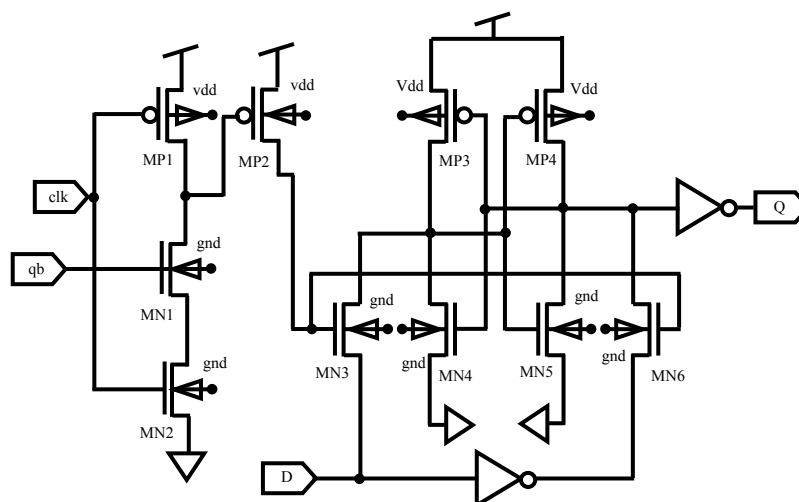 vdd
vdd
Vdd
Vdd
MP1
MP2
MP3
MP4
clk
Q
gnd
qb
MN1
gnd
gnd
gnd
gnd
gnd
MN3
MN4
MN5
MN6
MN2
D